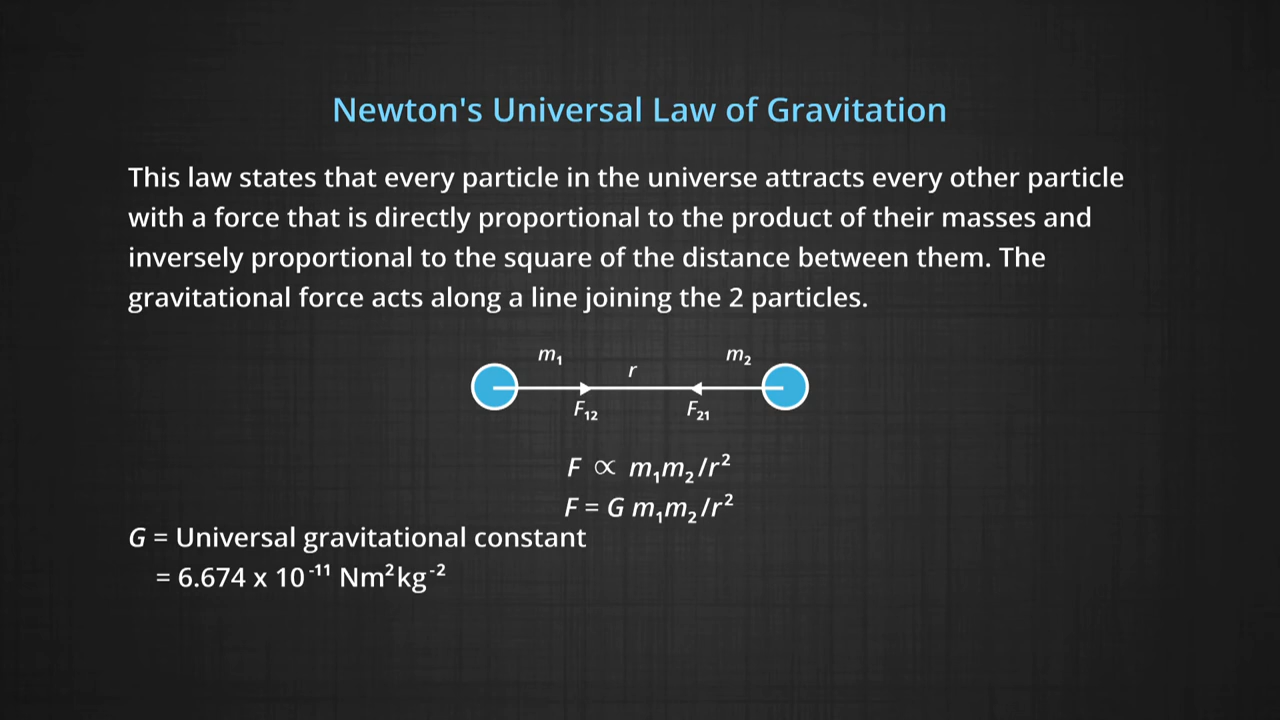 Newton's Universal Law of Gravitation
This law states that every particle in the universe attracts every other particle
with a force that is directly proportional to the product of their masses and
inversely proportional to the square of the distance between them. The
gravitational force acts along a line joining the 2 particles.
m₁ r m₂
F₁₂ F₂₁
F ∝ m₁m₂/r²
F = G m₁m₂/r²
G = Universal gravitational constant
= 6.674 x 10⁻¹¹ Nm²kg⁻²